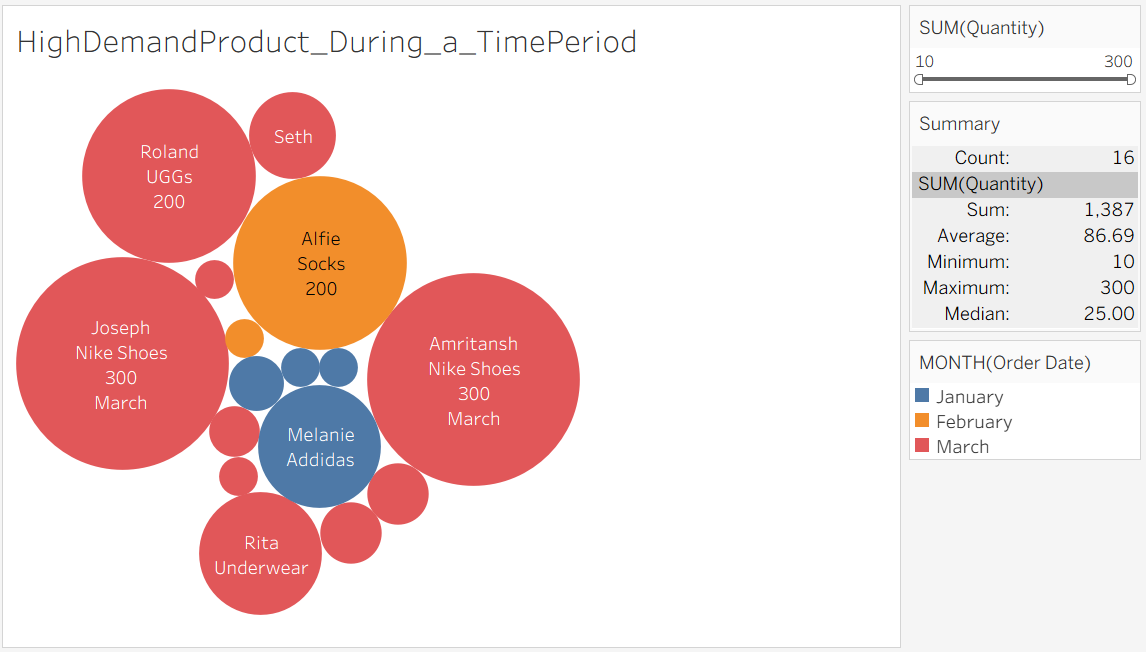 HighDemandProduct_During_a_TimePeriod
Roland
UGGs
200
Seth
Alfie
Socks
200
Joseph
Nike Shoes
300
March
Amritansh
Nike Shoes
300
March
Melanie
Addidas
Rita
Underwear
SUM(Quantity)
10 300
Summary
Count: 16
SUM(Quantity)
Sum: 1,387
Average: 86.69
Minimum: 10
Maximum: 300
Median: 25.00
MONTH(Order Date)
January
February
March